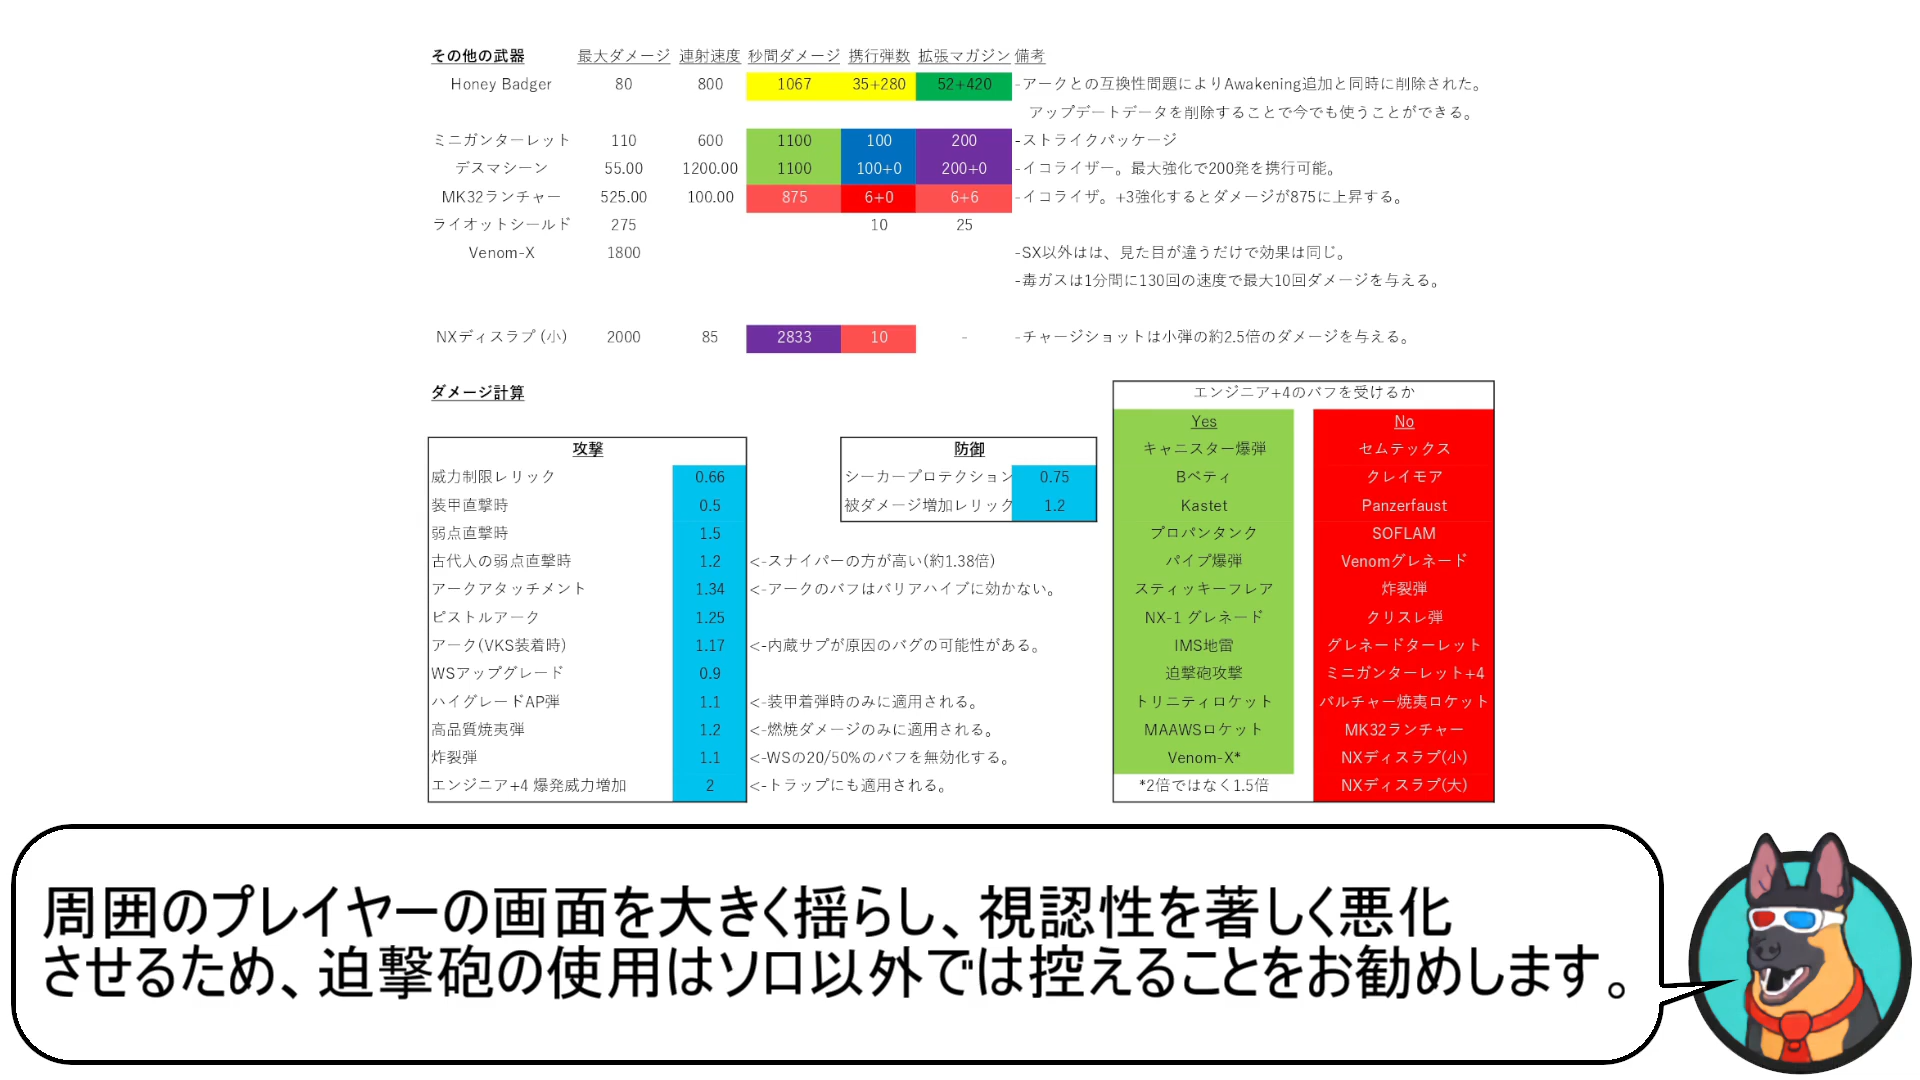 その他の武器 最大ダメージ 連射速度 秒間ダメージ 携行弾数 拡張マガジン 備考
Honey Badger 80 800 1067 35+280 52+420 -アークとの互換性問題によりAwakening追加と同時に削除された。
アップデートデータを削除することで今でも使うことができる。
ミニガンターレット 110 600 1100 100 200 -ストライクパッケージ
デスマシーン 55.00 1200.00 1100 100+0 200+0 -イコライザー。最大強化で200発を携行可能。
MK32ランチャー 525.00 100.00 875 6+0 6+6 -イコライザ。+3強化するとダメージが875に上昇する。
ライオットシールド 275 10 25
Venom-X 1800 -SX以外はは、見た目が違うだけで効果は同じ。
-毒ガスは1分間に130回の速度で最大10回ダメージを与える。
NXディスラプ (小) 2000 85 2833 10 - -チャージショットは小弾の約2.5倍のダメージを与える。
ダメージ計算
攻撃
威力制限レリック 0.66
装甲直撃時 0.5
弱点直撃時 1.5
古代人の弱点直撃時 1.2 <-スナイパーの方が高い(約1.38倍)
アークアタッチメント 1.34 <-アークのバフはバリアハイブに効かない。
ピストルアーク 1.25
アーク(VKS装着時) 1.17 <-内蔵サプが原因のバグの可能性がある。
WSアップグレード 0.9
ハイグレードAP弾 1.1 <-装甲着弾時のみに適用される。
高品質焼夷弾 1.2 <-燃焼ダメージのみに適用される。
炸裂弾 1.1 <-WSの20/50%のバフを無効化する。
エンジニア+4 爆発威力増加 2 <-トラップにも適用される。
防御
シーカープロテクション 0.75
被ダメージ増加レリック 1.2
エンジニア+4のバフを受けるか
Yes No
キャニスター爆弾 セムテックス
Bベティ クレイモア
Kastet Panzerfaust
プロパンタンク SOFLAM
パイプ爆弾 Venomグレネード
スティッキーフレア 炸裂弾
NX-1 グレネード クリスレ弾
IMS地雷 グレネードターレット
迫撃砲攻撃 ミニガンターレット+4
トリニティロケット バルチャー焼夷ロケット
MAAWSロケット MK32ランチャー
Venom-X* NXディスラプ(小)
*2倍ではなく1.5倍 NXディスラプ(大)
周囲のプレイヤーの画面を大きく揺らし、視認性を著しく悪化
させるため、迫撃砲の使用はソロ以外では控えることをお勧めします。